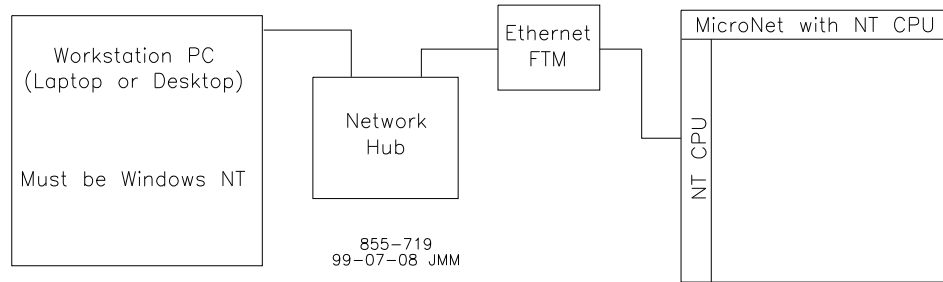 Workstation PC
(Laptop or Desktop)
Must be Windows NT
Network
Hub
Ethernet
FTM
MicroNet with NT CPU
NT CPU
855-719
99-07-08 JMM